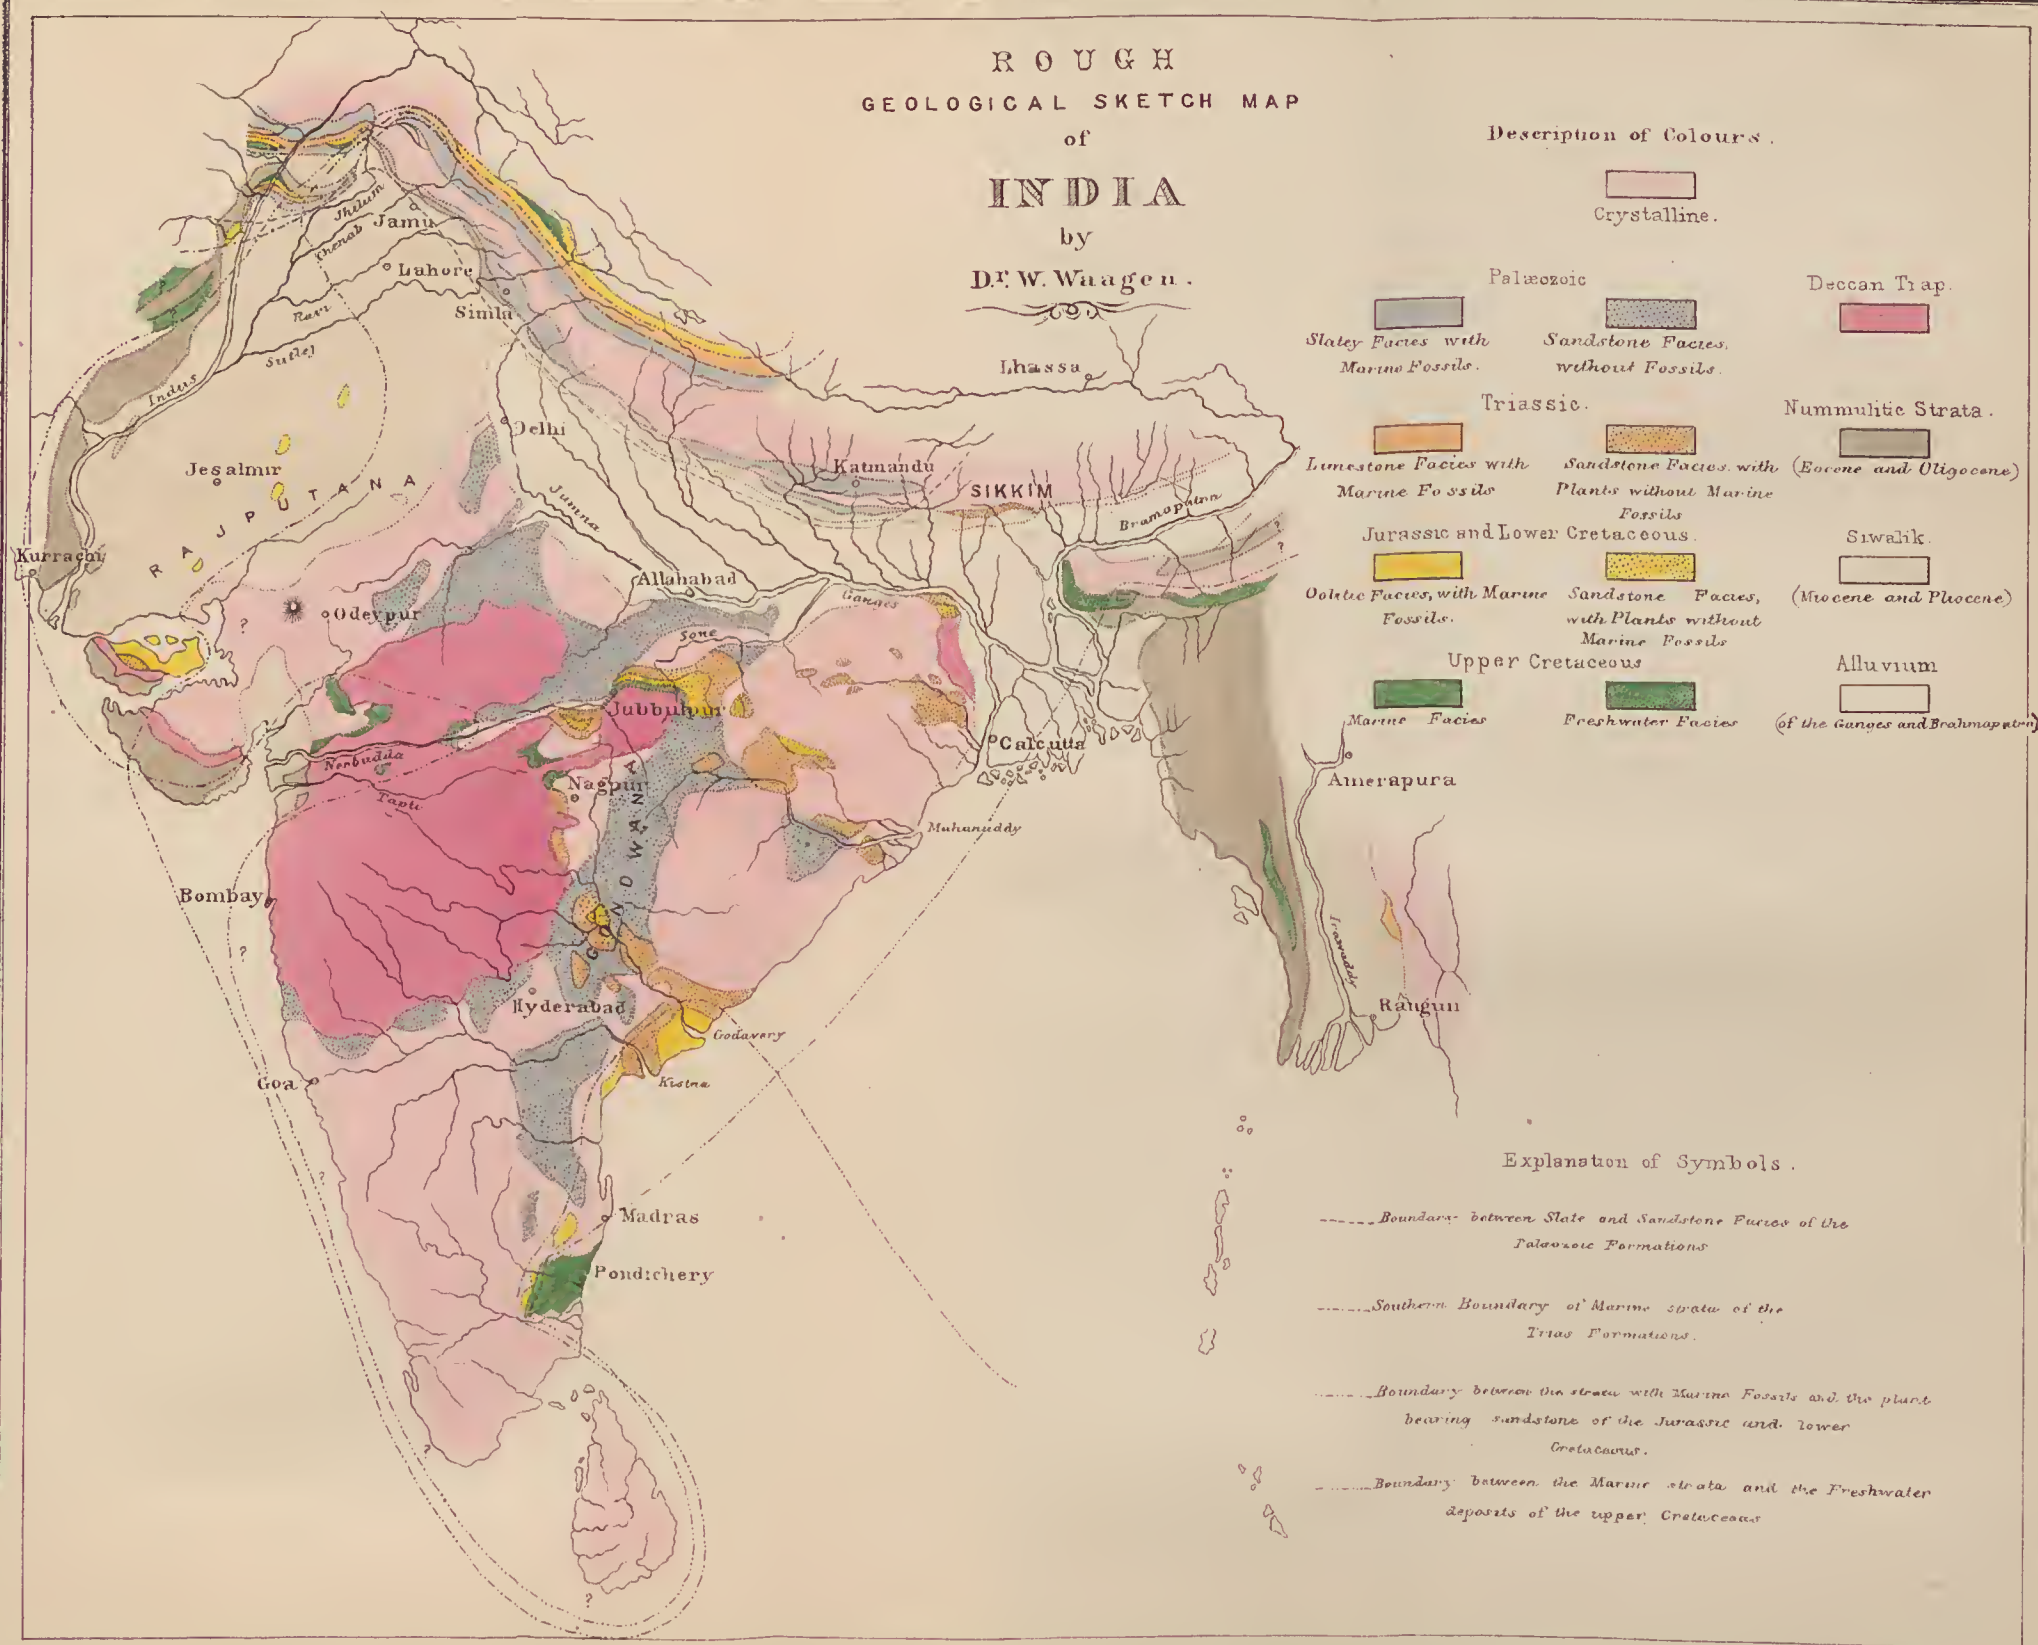 ROUGH
GEOLOGICAL SKETCH MAP
of
INDIA
by
Dr. W. Waagen.
Description of Colours.
Crystalline.
Palæozoic
Slatey Facies with
Marine Fossils.
Sandstone Facies,
without Fossils.
Deccan Trap.
Triassic.
Limestone Facies with
Marine Fossils
Sandstone Facies with
Plants without Marine
Fossils
Nummulitic Strata.
(Eocene and Oligocene)
Jurassic and Lower Cretaceous.
Oolitic Facies, with Marine
Fossils.
Sandstone Facies,
with Plants without
Marine Fossils
Siwalik.
(Miocene and Pliocene)
Upper Cretaceous
Marine Facies
Freshwater Facies
Alluvium
(of the Ganges and Brahmaputra)
Jhilum
Jamu
Chenab
Lahore
Ravi
Simla
Sutlej
Indus
Lhassa
Delhi
Jesalmir
RAJPUTANA
Jumna
Katmandu
SIKKIM
Bramaputra
Kurrachi
Allahabad
Ganges
Odeypur
Sone
Jubbulpur
Calcutta
Nerbudda
Nagpur
Tapti
GONDWANA
Muhanuddy
Amerapura
Bombay
Irawaddy
Hyderabad
Rangun
Godavery
Goa
Kistna
Madras
Pondichery
?
?
?
?
?
?
?
?
Explanation of Symbols.
Boundary between Slate and Sandstone Facies of the
Palæozoic Formations
Southern Boundary of Marine strata of the
Trias Formations.
Boundary between the strata with Marine Fossils and the plant
bearing sandstone of the Jurassic and lower
Cretaceous.
Boundary between the Marine strata and the Freshwater
deposits of the upper Cretaceous